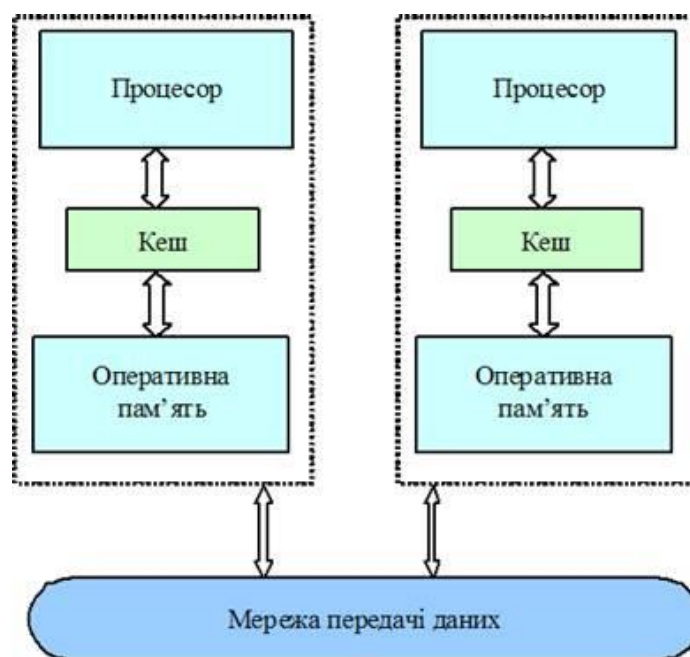 Процесор
Кеш
Оперативна
пам’ять
Процесор
Кеш
Оперативна
пам’ять
Мережа передачі даних